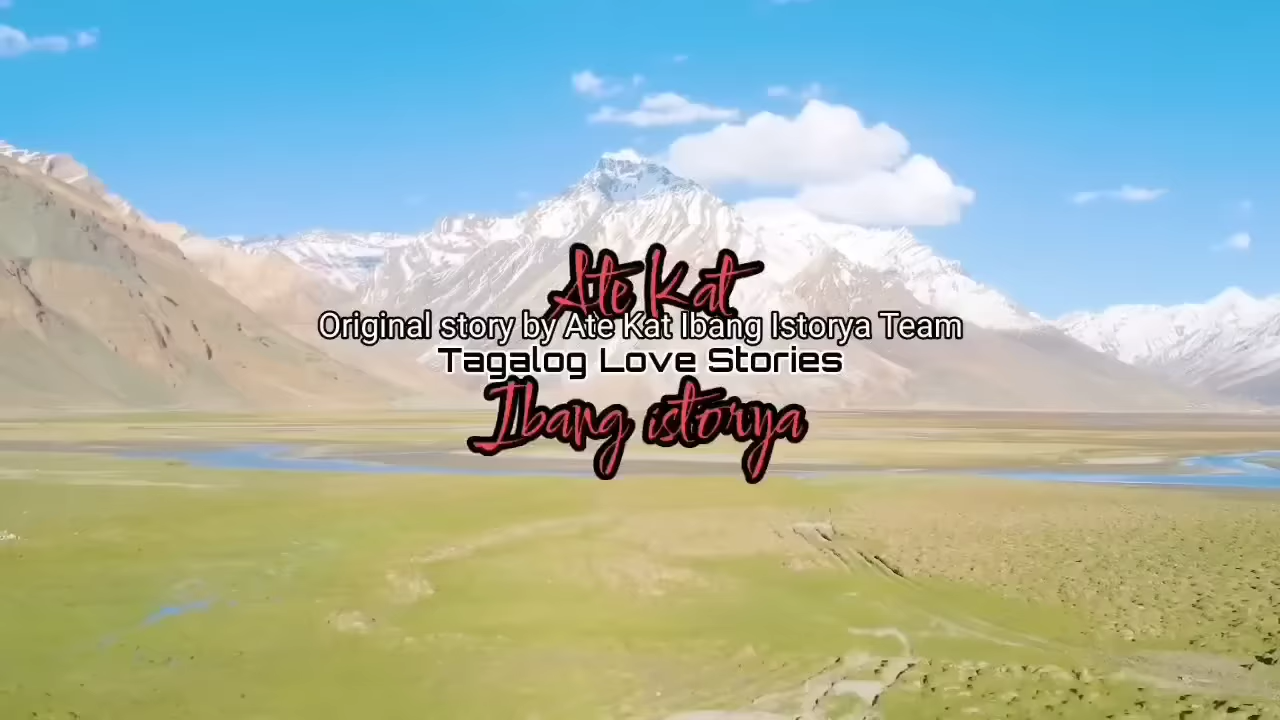 Ate Kat
Original story by Ate Kat Ibang Istorya Team
Tagalog Love Stories
Ibang istorya